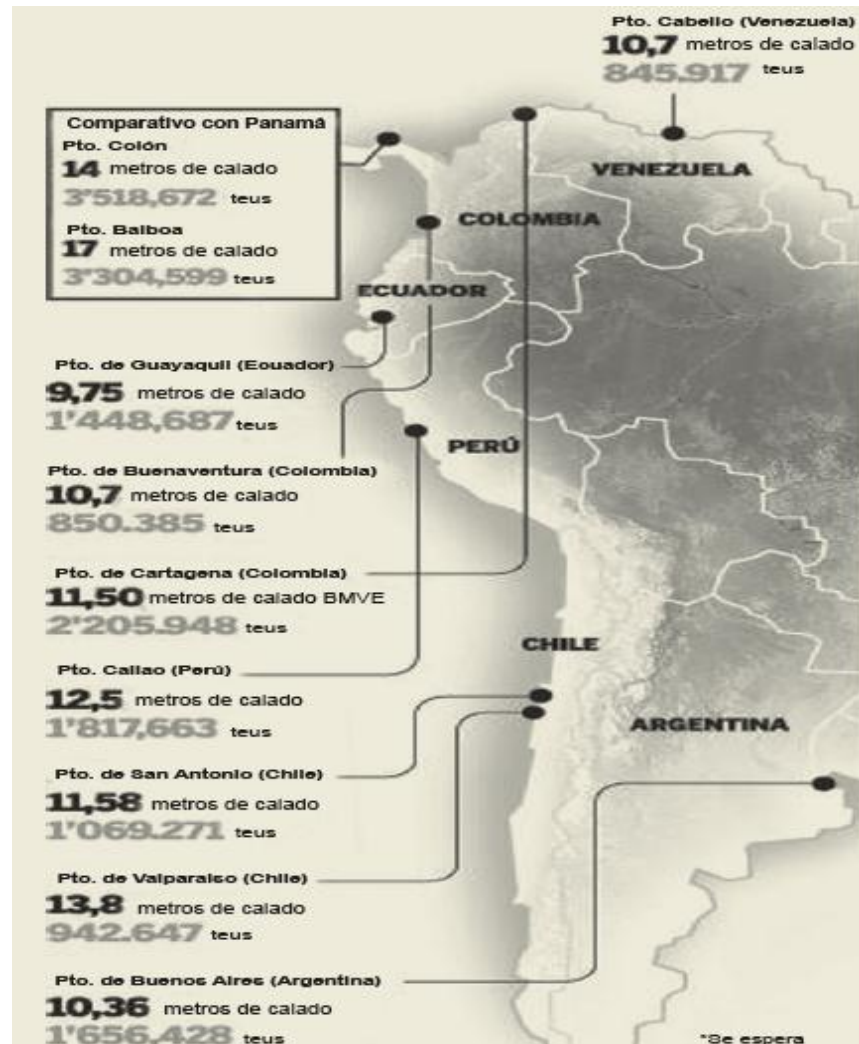 Pto. Cabello (Venezuela)
10,7 metros de calado
845.917 teus
Comparativo con Panamá
Pto. Colón
14 metros de calado
3'518,672 teus
Pto. Balboa
17 metros de calado
3'304,599 teus
VENEZUELA
COLOMBIA
ECUADOR
Pto. de Guayaquil (Ecuador)
9,75 metros de calado
1'448,687 teus
PERÚ
Pto. de Buenaventura (Colombia)
10,7 metros de calado
850.385 teus
Pto. de Cartagena (Colombia)
11,50 metros de calado BMVE
2'205.948 teus
CHILE
Pto. Callao (Perú)
12,5 metros de calado
1'817,663 teus
ARGENTINA
Pto. de San Antonio (Chile)
11,58 metros de calado
1'069.271 teus
Pto. de Valparaiso (Chile)
13,8 metros de calado
942.647 teus
Pto. de Buenos Aires (Argentina)
10,36 metros de calado
1'656.428 teus
*Se espera